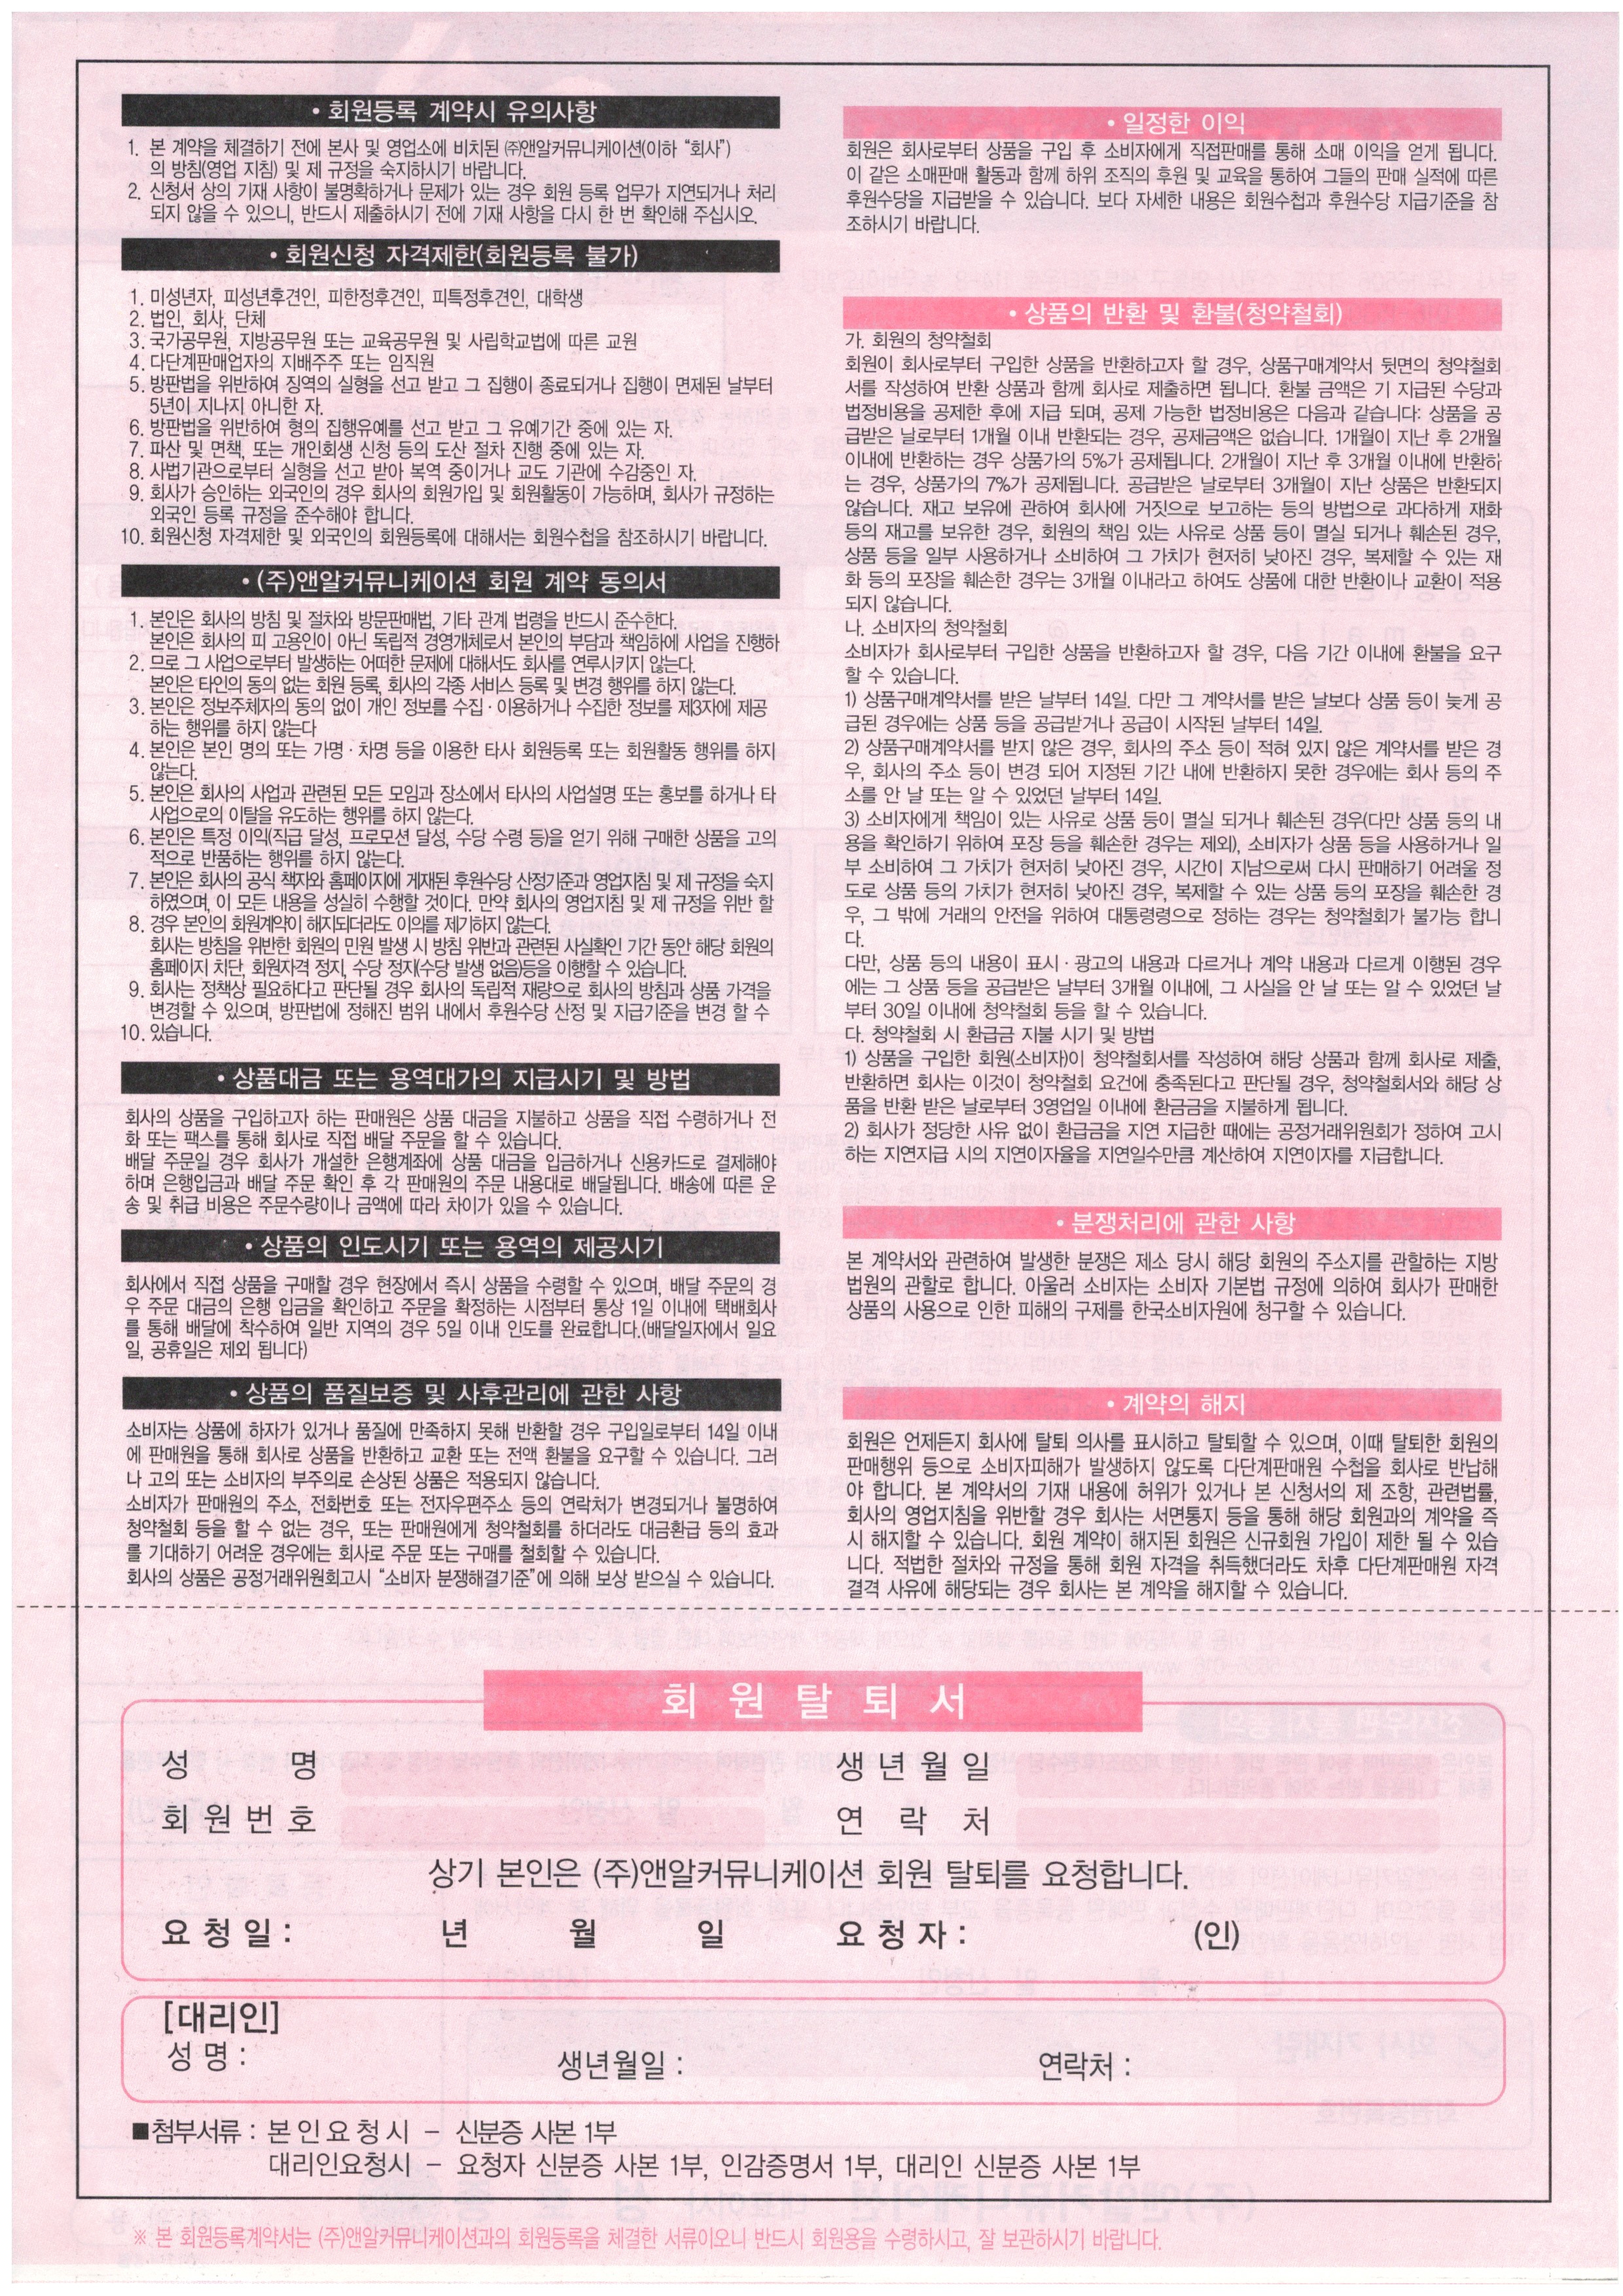 • 회원등록 계약시 유의사항
1. 본 계약을 체결하기 전에 본사 및 영업소에 비치된 ㈜앤알커뮤니케이션(이하 “회사”)
의 방침(영업 지침) 및 제 규정을 숙지하시기 바랍니다.
2. 신청서 상의 기재 사항이 불명확하거나 문제가 있는 경우 회원 등록 업무가 지연되거나 처리
되지 않을 수 있으니, 반드시 제출하시기 전에 기재 사항을 다시 한 번 확인해 주십시오.
• 회원신청 자격제한(회원등록 불가)
1. 미성년자, 피성년후견인, 피한정후견인, 피특정후견인, 대학생
2. 법인, 회사, 단체
3. 국가공무원, 지방공무원 또는 교육공무원 및 사립학교법에 따른 교원
4. 다단계판매업자의 지배주주 또는 임직원
5. 방판법을 위반하여 징역의 실형을 선고 받고 그 집행이 종료되거나 집행이 면제된 날부터
5년이 지나지 아니한 자.
6. 방판법을 위반하여 형의 집행유예를 선고 받고 그 유예기간 중에 있는 자.
7. 파산 및 면책, 또는 개인회생 신청 등의 도산 절차 진행 중에 있는 자.
8. 사법기관으로부터 실형을 선고 받아 복역 중이거나 교도 기관에 수감중인 자.
9. 회사가 승인하는 외국인의 경우 회사의 회원가입 및 회원활동이 가능하며, 회사가 규정하는
외국인 등록 규정을 준수해야 합니다.
10. 회원신청 자격제한 및 외국인의 회원등록에 대해서는 회원수첩을 참조하시기 바랍니다.
• (주)앤알커뮤니케이션 회원 계약 동의서
1. 본인은 회사의 방침 및 절차와 방문판매법, 기타 관계 법령을 반드시 준수한다.
본인은 회사의 피 고용인이 아닌 독립적 경영개체로서 본인의 부담과 책임하에 사업을 진행하
2. 므로 그 사업으로부터 발생하는 어떠한 문제에 대해서도 회사를 연루시키지 않는다.
본인은 타인의 동의 없는 회원 등록, 회사의 각종 서비스 등록 및 변경 행위를 하지 않는다.
3. 본인은 정보주체자의 동의 없이 개인 정보를 수집·이용하거나 수집한 정보를 제3자에 제공
하는 행위를 하지 않는다
4. 본인은 본인 명의 또는 가명·차명 등을 이용한 타사 회원등록 또는 회원활동 행위를 하지
않는다.
5. 본인은 회사의 사업과 관련된 모든 모임과 장소에서 타사의 사업설명 또는 홍보를 하거나 타
사업으로의 이탈을 유도하는 행위를 하지 않는다.
6. 본인은 특정 이익(직급 달성, 프로모션 달성, 수당 수령 등)을 얻기 위해 구매한 상품을 고의
적으로 반품하는 행위를 하지 않는다.
7. 본인은 회사의 공식 책자와 홈페이지에 게재된 후원수당 산정기준과 영업지침 및 제 규정을 숙지
하였으며, 이 모든 내용을 성실히 수행할 것이다. 만약 회사의 영업지침 및 제 규정을 위반 할
8. 경우 본인의 회원계약이 해지되더라도 이의를 제기하지 않는다.
회사는 방침을 위반한 회원의 민원 발생 시 방침 위반과 관련된 사실확인 기간 동안 해당 회원의
홈페이지 차단, 회원자격 정지, 수당 정지(수당 발생 없음)등을 이행할 수 있습니다.
9. 회사는 정책상 필요하다고 판단될 경우 회사의 독립적 재량으로 회사의 방침과 상품 가격을
변경할 수 있으며, 방판법에 정해진 범위 내에서 후원수당 산정 및 지급기준을 변경 할 수
10. 있습니다.
• 상품대금 또는 용역대가의 지급시기 및 방법
회사의 상품을 구입하고자 하는 판매원은 상품 대금을 지불하고 상품을 직접 수령하거나 전
화 또는 팩스를 통해 회사로 직접 배달 주문을 할 수 있습니다.
배달 주문일 경우 회사가 개설한 은행계좌에 상품 대금을 입금하거나 신용카드로 결제해야
하며 은행입금과 배달 주문 확인 후 각 판매원의 주문 내용대로 배달됩니다. 배송에 따른 운
송 및 취급 비용은 주문수량이나 금액에 따라 차이가 있을 수 있습니다.
• 상품의 인도시기 또는 용역의 제공시기
회사에서 직접 상품을 구매할 경우 현장에서 즉시 상품을 수령할 수 있으며, 배달 주문의 경
우 주문 대금의 은행 입금을 확인하고 주문을 확정하는 시점부터 통상 1일 이내에 택배회사
를 통해 배달에 착수하여 일반 지역의 경우 5일 이내 인도를 완료합니다.(배달일자에서 일요
일, 공휴일은 제외 됩니다)
• 상품의 품질보증 및 사후관리에 관한 사항
소비자는 상품에 하자가 있거나 품질에 만족하지 못해 반환할 경우 구입일로부터 14일 이내
에 판매원을 통해 회사로 상품을 반환하고 교환 또는 전액 환불을 요구할 수 있습니다. 그러
나 고의 또는 소비자의 부주의로 손상된 상품은 적용되지 않습니다.
소비자가 판매원의 주소, 전화번호 또는 전자우편주소 등의 연락처가 변경되거나 불명하여
청약철회 등을 할 수 없는 경우, 또는 판매원에게 청약철회를 하더라도 대금환급 등의 효과
를 기대하기 어려운 경우에는 회사로 주문 또는 구매를 철회할 수 있습니다.
회사의 상품은 공정거래위원회고시 “소비자 분쟁해결기준”에 의해 보상 받으실 수 있습니다.
• 일정한 이익
회원은 회사로부터 상품을 구입 후 소비자에게 직접판매를 통해 소매 이익을 얻게 됩니다.
이 같은 소매판매 활동과 함께 하위 조직의 후원 및 교육을 통하여 그들의 판매 실적에 따른
후원수당을 지급받을 수 있습니다. 보다 자세한 내용은 회원수첩과 후원수당 지급기준을 참
조하시기 바랍니다.
• 상품의 반환 및 환불(청약철회)
가. 회원의 청약철회
회원이 회사로부터 구입한 상품을 반환하고자 할 경우, 상품구매계약서 뒷면의 청약철회
서를 작성하여 반환 상품과 함께 회사로 제출하면 됩니다. 환불 금액은 기 지급된 수당과
법정비용을 공제한 후에 지급 되며, 공제 가능한 법정비용은 다음과 같습니다: 상품을 공
급받은 날로부터 1개월 이내 반환되는 경우, 공제금액은 없습니다. 1개월이 지난 후 2개월
이내에 반환하는 경우 상품가의 5%가 공제됩니다. 2개월이 지난 후 3개월 이내에 반환하
는 경우, 상품가의 7%가 공제됩니다. 공급받은 날로부터 3개월이 지난 상품은 반환되지
않습니다. 재고 보유에 관하여 회사에 거짓으로 보고하는 등의 방법으로 과다하게 재화
등의 재고를 보유한 경우, 회원의 책임 있는 사유로 상품 등이 멸실 되거나 훼손된 경우,
상품 등을 일부 사용하거나 소비하여 그 가치가 현저히 낮아진 경우, 복제할 수 있는 재
화 등의 포장을 훼손한 경우는 3개월 이내라고 하여도 상품에 대한 반환이나 교환이 적용
되지 않습니다.
나. 소비자의 청약철회
소비자가 회사로부터 구입한 상품을 반환하고자 할 경우, 다음 기간 이내에 환불을 요구
할 수 있습니다.
1) 상품구매계약서를 받은 날부터 14일. 다만 그 계약서를 받은 날보다 상품 등이 늦게 공
급된 경우에는 상품 등을 공급받거나 공급이 시작된 날부터 14일.
2) 상품구매계약서를 받지 않은 경우, 회사의 주소 등이 적혀 있지 않은 계약서를 받은 경
우, 회사의 주소 등이 변경 되어 지정된 기간 내에 반환하지 못한 경우에는 회사 등의 주
소를 안 날 또는 알 수 있었던 날부터 14일.
3) 소비자에게 책임이 있는 사유로 상품 등이 멸실 되거나 훼손된 경우(다만 상품 등의 내
용을 확인하기 위하여 포장 등을 훼손한 경우는 제외), 소비자가 상품 등을 사용하거나 일
부 소비하여 그 가치가 현저히 낮아진 경우, 시간이 지남으로써 다시 판매하기 어려울 정
도로 상품 등의 가치가 현저히 낮아진 경우, 복제할 수 있는 상품 등의 포장을 훼손한 경
우, 그 밖에 거래의 안전을 위하여 대통령령으로 정하는 경우는 청약철회가 불가능 합니
다.
다만, 상품 등의 내용이 표시·광고의 내용과 다르거나 계약 내용과 다르게 이행된 경우
에는 그 상품 등을 공급받은 날부터 3개월 이내에, 그 사실을 안 날 또는 알 수 있었던 날
부터 30일 이내에 청약철회 등을 할 수 있습니다.
다. 청약철회 시 환급금 지불 시기 및 방법
1) 상품을 구입한 회원(소비자)이 청약철회서를 작성하여 해당 상품과 함께 회사로 제출,
반환하면 회사는 이것이 청약철회 요건에 충족된다고 판단될 경우, 청약철회서와 해당 상
품을 반환 받은 날로부터 3영업일 이내에 환금금을 지불하게 됩니다.
2) 회사가 정당한 사유 없이 환급금을 지연 지급한 때에는 공정거래위원회가 정하여 고시
하는 지연지급 시의 지연이자율을 지연일수만큼 계산하여 지연이자를 지급합니다.
• 분쟁처리에 관한 사항
본 계약서와 관련하여 발생한 분쟁은 제소 당시 해당 회원의 주소지를 관할하는 지방
법원의 관할로 합니다. 아울러 소비자는 소비자 기본법 규정에 의하여 회사가 판매한
상품의 사용으로 인한 피해의 구제를 한국소비자원에 청구할 수 있습니다.
• 계약의 해지
회원은 언제든지 회사에 탈퇴 의사를 표시하고 탈퇴할 수 있으며, 이때 탈퇴한 회원의
판매행위 등으로 소비자피해가 발생하지 않도록 다단계판매원 수첩을 회사로 반납해
야 합니다. 본 계약서의 기재 내용에 허위가 있거나 본 신청서의 제 조항, 관련법률,
회사의 영업지침을 위반할 경우 회사는 서면통지 등을 통해 해당 회원과의 계약을 즉
시 해지할 수 있습니다. 회원 계약이 해지된 회원은 신규회원 가입이 제한 될 수 있습
니다. 적법한 절차와 규정을 통해 회원 자격을 취득했더라도 차후 다단계판매원 자격
결격 사유에 해당되는 경우 회사는 본 계약을 해지할 수 있습니다.
회 원 탈 퇴 서
성 명 생 년 월 일
회 원 번 호 연 락 처
상기 본인은 (주)앤알커뮤니케이션 회원 탈퇴를 요청합니다.
요 청 일 : 년 월 일 요 청 자 : (인)
[대리인]
성 명 : 생년월일 : 연락처 :
■첨부서류 : 본 인 요 청 시 – 신분증 사본 1부
대리인요청시 – 요청자 신분증 사본 1부, 인감증명서 1부, 대리인 신분증 사본 1부
※ 본 회원등록계약서는 (주)앤알커뮤니케이션과의 회원등록을 체결한 서류이오니 반드시 회원용을 수령하시고, 잘 보관하시기 바랍니다.